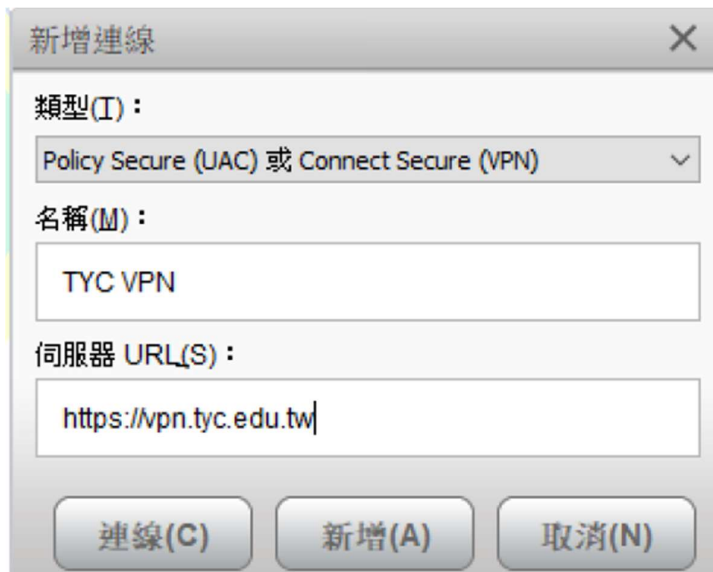 新增連線
類型(T)：
Policy Secure (UAC) 或 Connect Secure (VPN)
名稱(M)：
TYC VPN
伺服器 URL(S)：
https://vpn.tyc.edu.tw
連線(C) 新增(A) 取消(N)